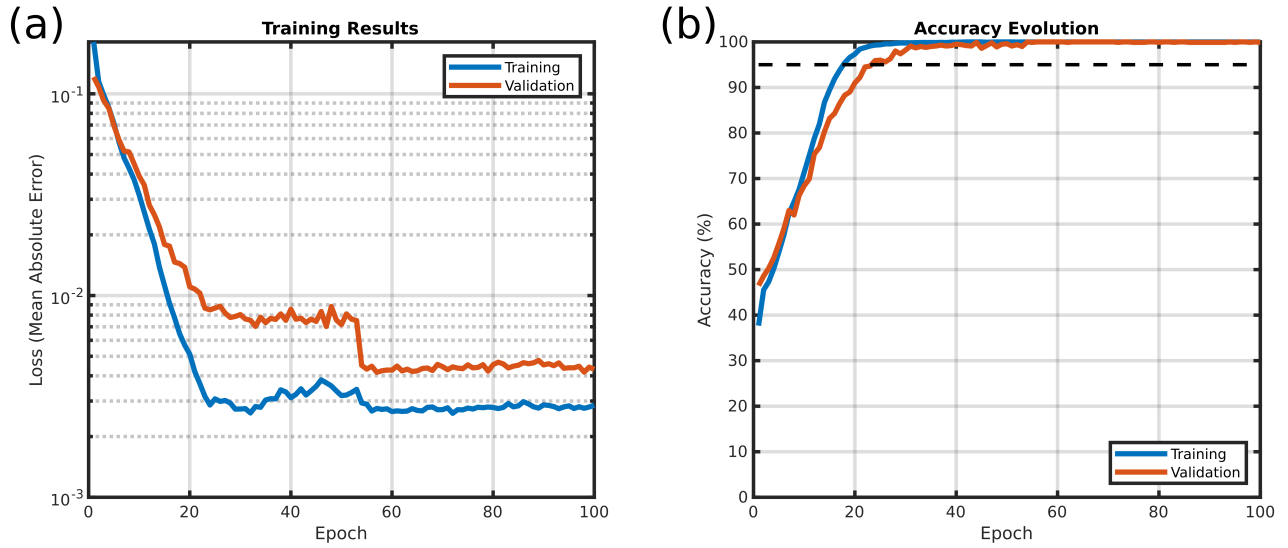 (a)
Training Results
Training
Validation
Loss (Mean Absolute Error)
10-1
10-2
10-3
0 20 40 60 80 100
Epoch
(b)
Accuracy Evolution
Accuracy (%)
100
90
80
70
60
50
40
30
20
10
0
Training
Validation
0 20 40 60 80 100
Epoch